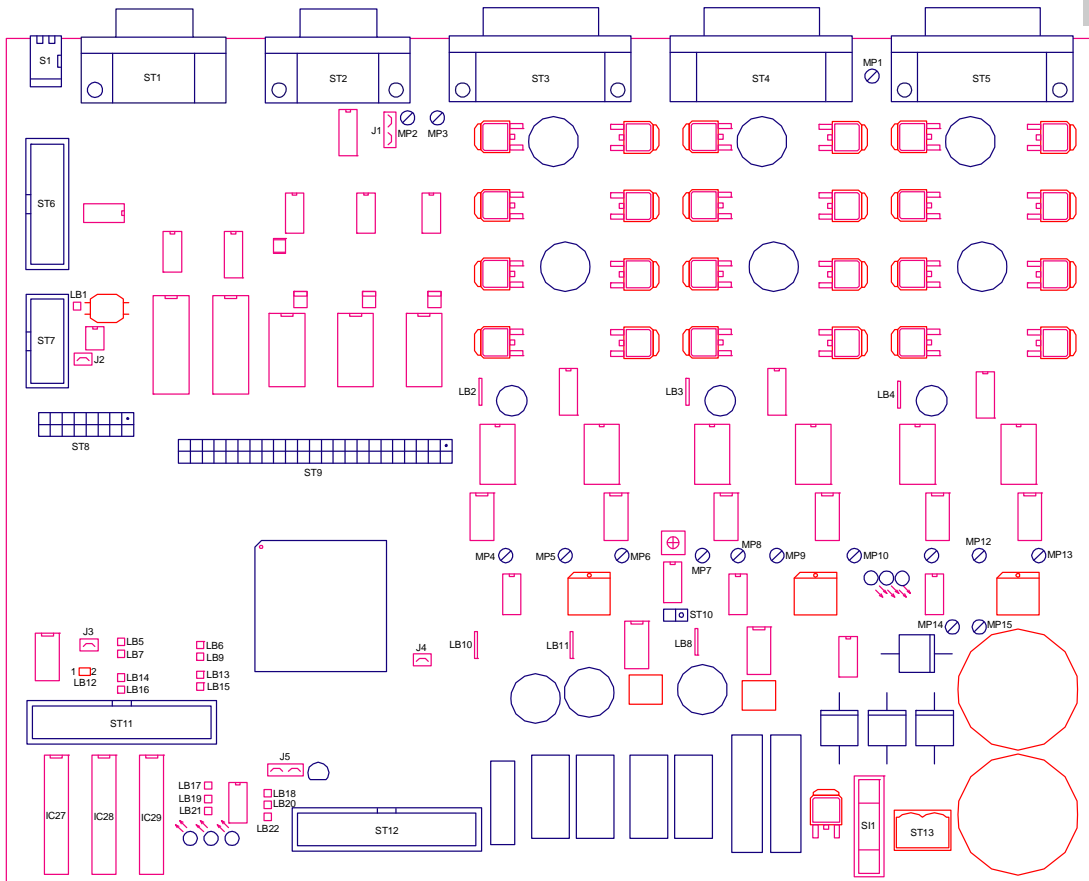 S1
ST1
ST2
ST3
ST4
MP1
ST5
J1
MP2
MP3
ST6
LB1
ST7
J2
LB2
LB3
LB4
ST8
ST9
MP4
MP5
MP6
MP7
MP8
MP9
MP10
MP12
MP13
ST10
MP14
MP15
J3
LB5
LB7
LB6
LB9
1
2
LB12
LB14
LB16
LB13
LB15
J4
LB10
LB11
LB8
ST11
J5
LB17
LB19
LB21
LB18
LB20
LB22
IC27
IC28
IC29
ST12
SI1
ST13